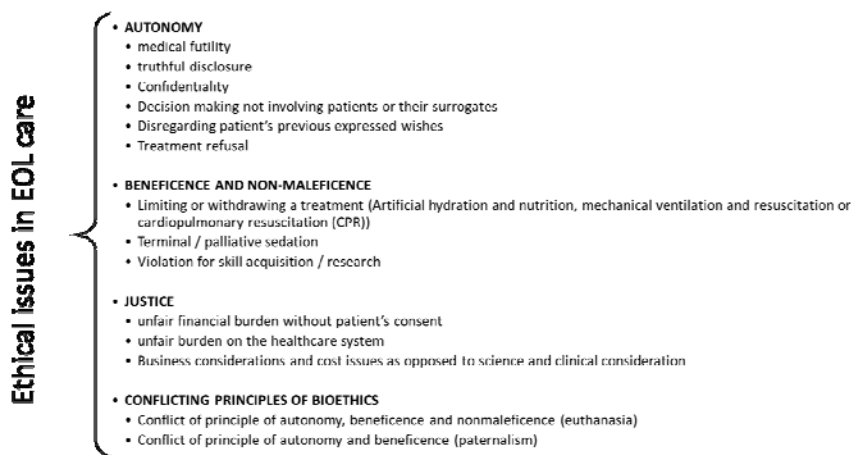 Ethical issues in EOL care
• AUTONOMY
• medical futility
• truthful disclosure
• Confidentiality
• Decision making not involving patients or their surrogates
• Disregarding patient's previous expressed wishes
• Treatment refusal
• BENEFICENCE AND NON-MALEFICENCE
• Limiting or withdrawing a treatment (Artificial hydration and nutrition, mechanical ventilation and resuscitation or
cardiopulmonary resuscitation (CPR))
• Terminal / palliative sedation
• Violation for skill acquisition / research
• JUSTICE
• unfair financial burden without patient's consent
• unfair burden on the healthcare system
• Business considerations and cost issues as opposed to science and clinical consideration
• CONFLICTING PRINCIPLES OF BIOETHICS
• Conflict of principle of autonomy, beneficence and nonmaleficence (euthanasia)
• Conflict of principle of autonomy and beneficence (paternalism)